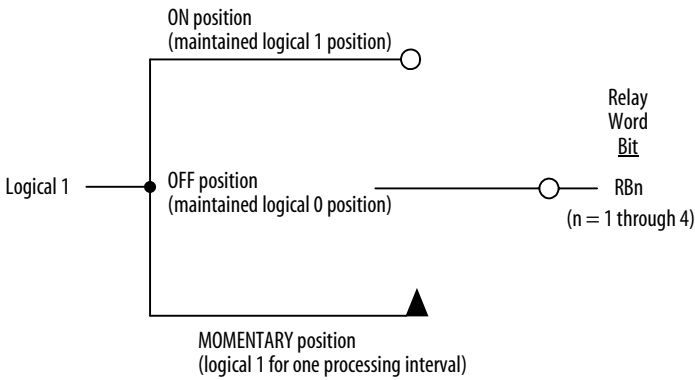 ON position
(maintained logical 1 position)
Relay
Word
Bit
Logical 1
OFF position
(maintained logical 0 position)
RBn
(n = 1 through 4)
MOMENTARY position
(logical 1 for one processing interval)